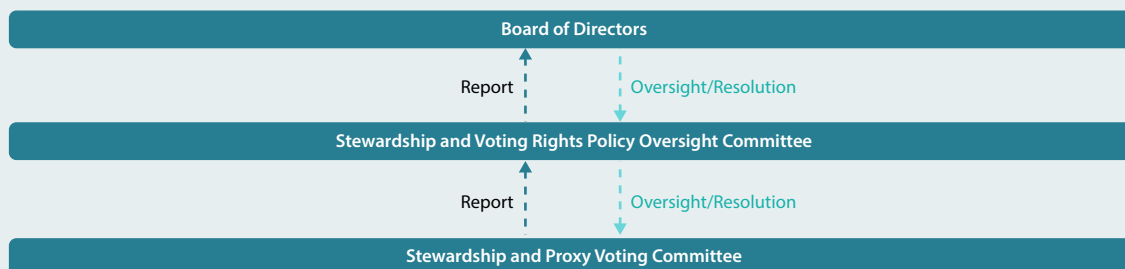 Board of Directors
Report
Oversight/Resolution
Stewardship and Voting Rights Policy Oversight Committee
Report
Oversight/Resolution
Stewardship and Proxy Voting Committee